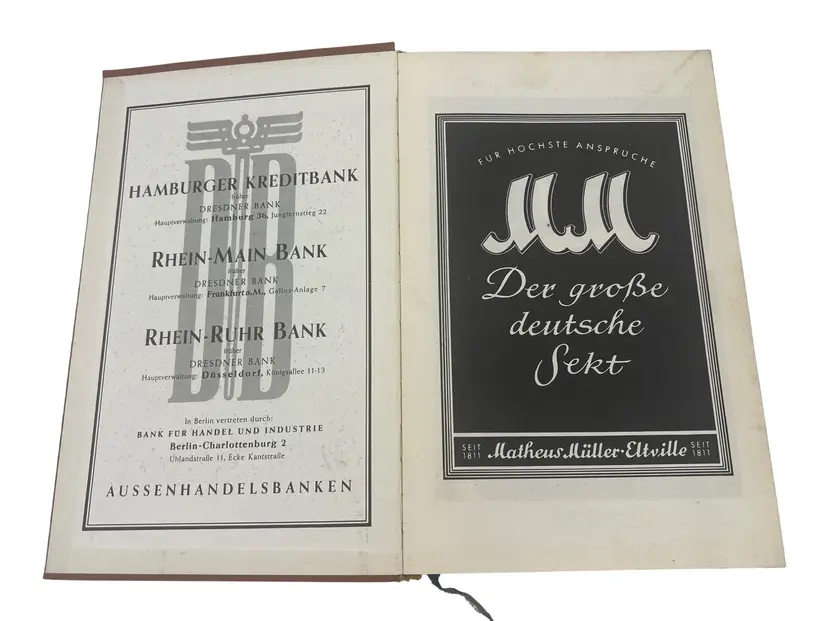 DB
HAMBURGER KREDITBANK
früher
DRESDNER BANK
Hauptverwaltung: Hamburg 36, Jungfernstieg 22
RHEIN-MAIN BANK
früher
DRESDNER BANK
Hauptverwaltung: Frankfurt a. M., Gallus-Anlage 7
RHEIN-RUHR BANK
früher
DRESDNER BANK
Hauptverwaltung: Düsseldorf, Königsallee 11-13
In Berlin vertreten durch:
BANK FÜR HANDEL UND INDUSTRIE
Berlin-Charlottenburg 2
Uhlandstraße 11, Ecke Kantstraße
AUSSENHANDELSBANKEN
FÜR HÖCHSTE ANSPRÜCHE
MM
Der große
deutsche
Sekt
SEIT 1811 Matheus Müller·Eltville SEIT 1811